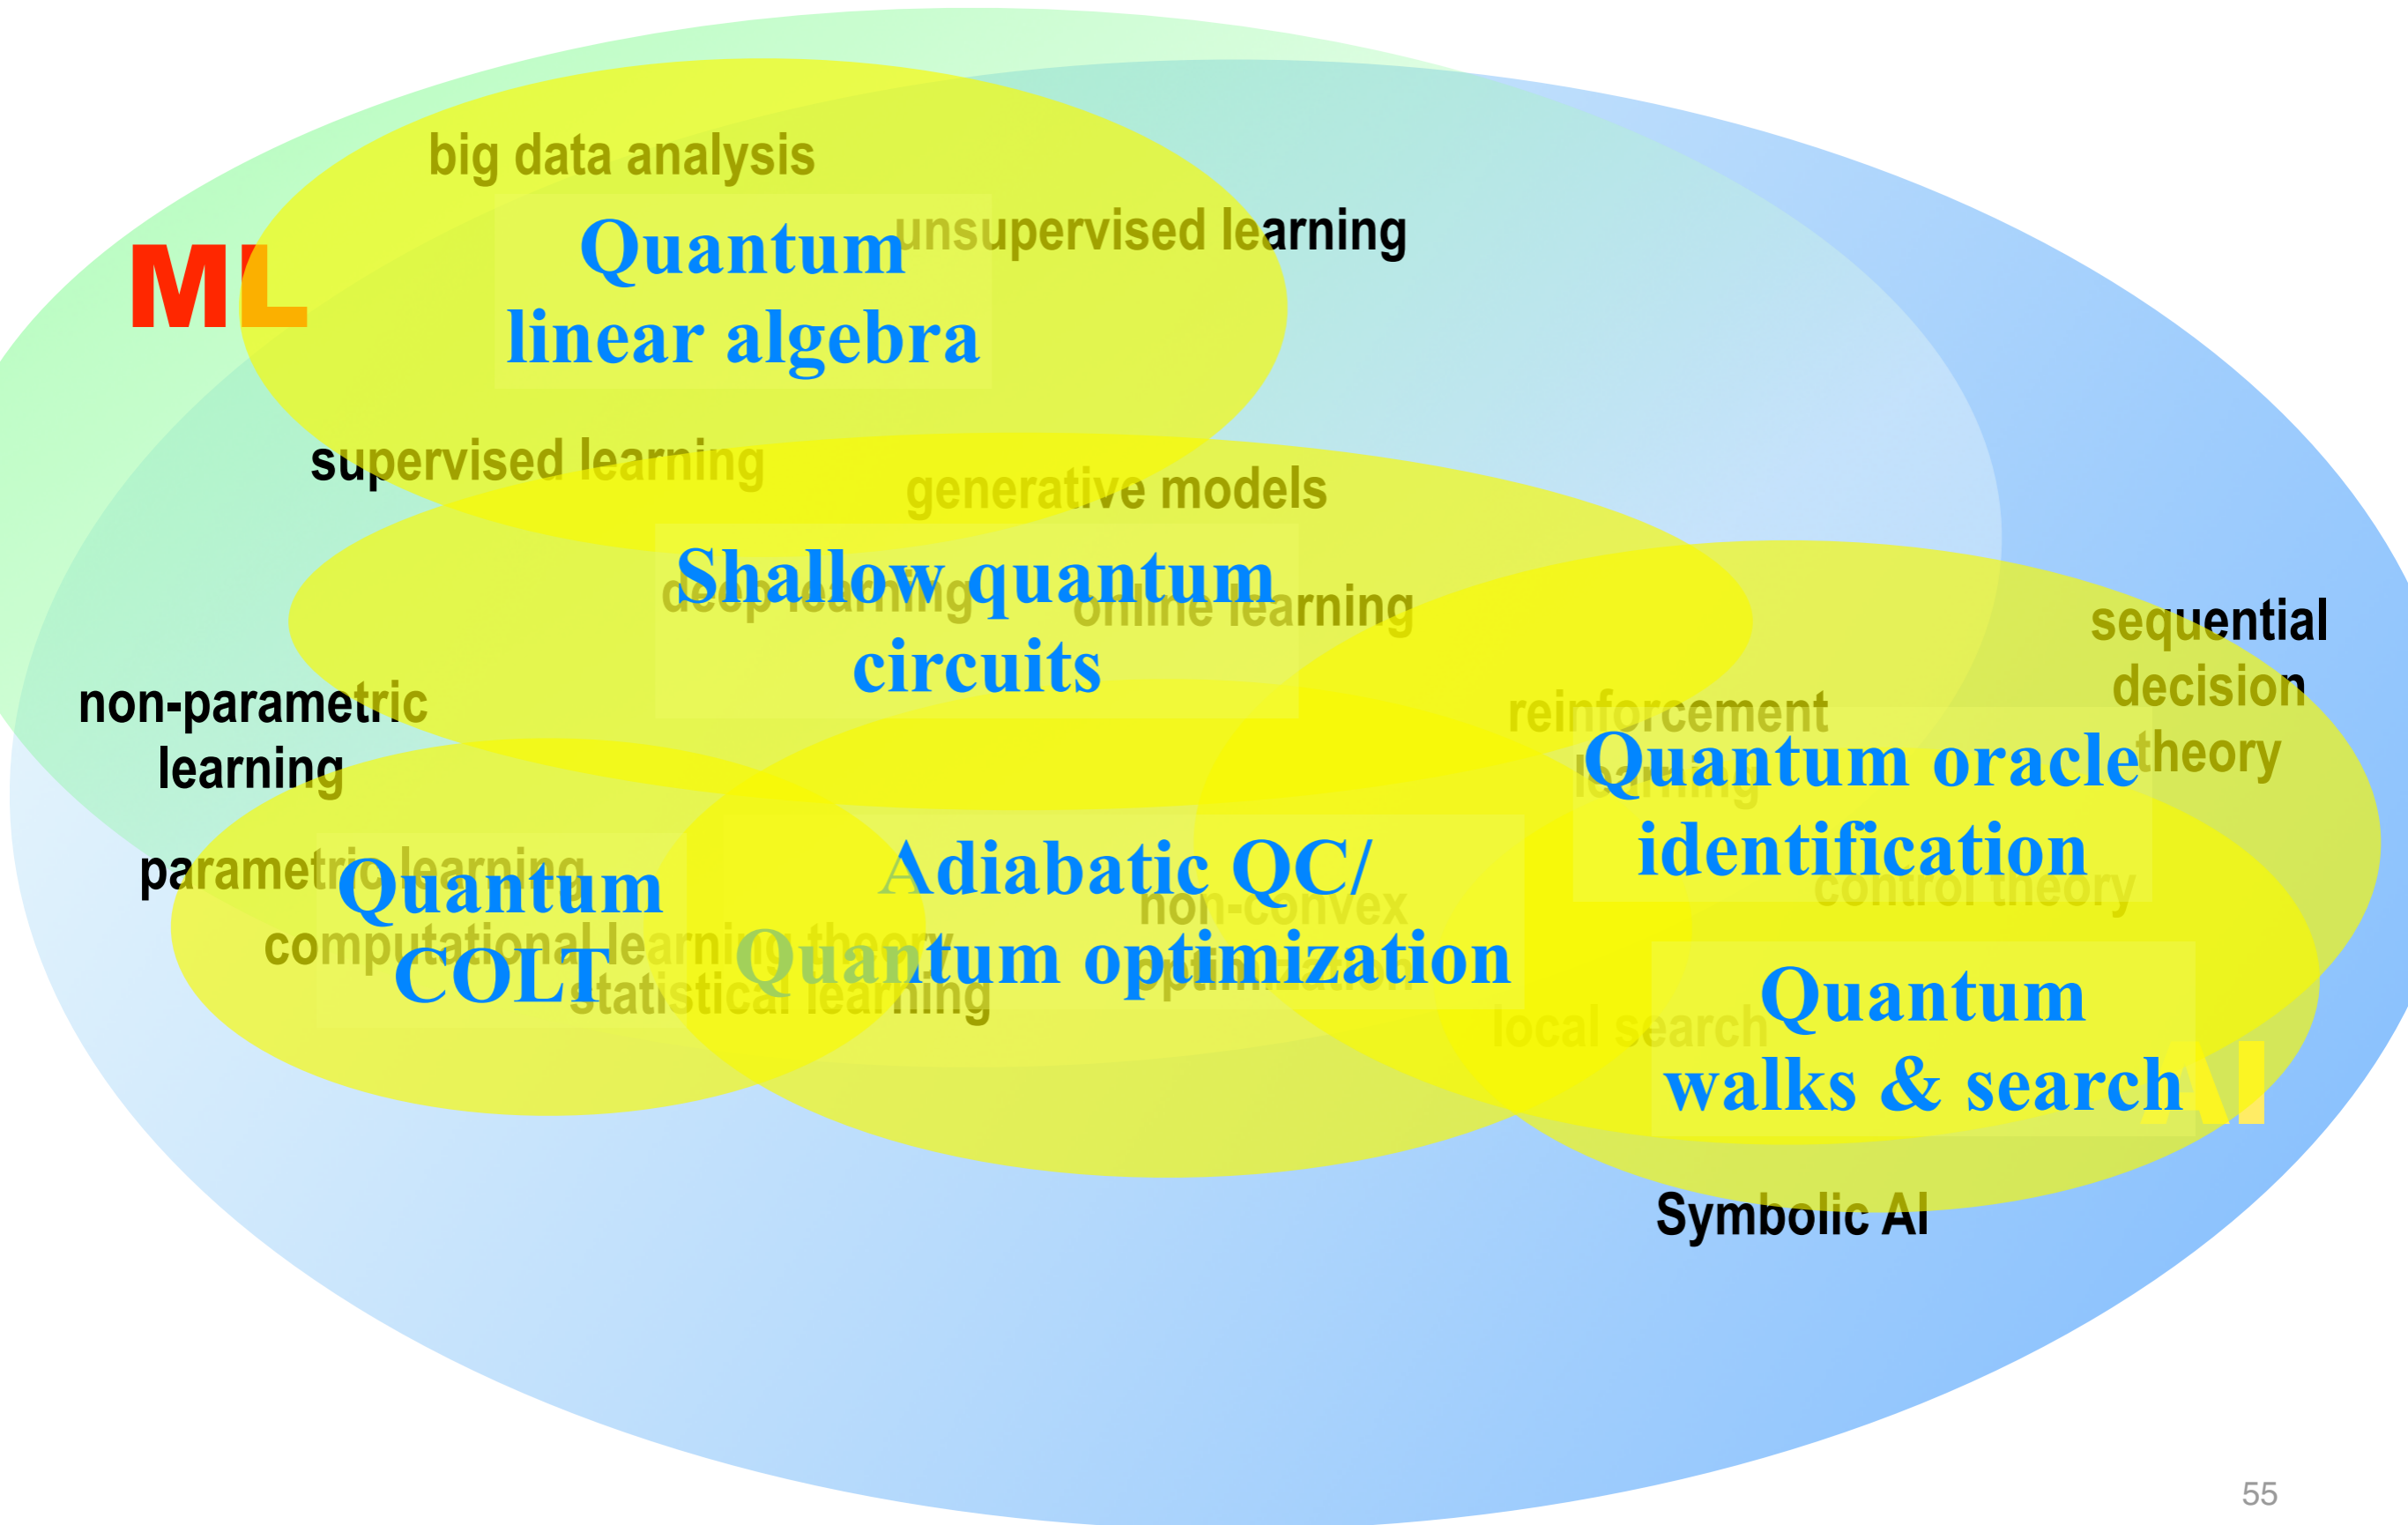 big data analysis
unsupervised learning
ML
Quantum
linear algebra
supervised learning
generative models
deep learning
online learning
Shallow quantum
circuits
sequential
decision
theory
non-parametric
learning
reinforcement
learning
Quantum oracle
identification
parametric learning
Quantum
COLT
computational learning theory
statistical learning
Adiabatic QC/
Quantum optimization
non-convex
optimization
control theory
local search
Quantum
walks & search
AI
Symbolic AI
55